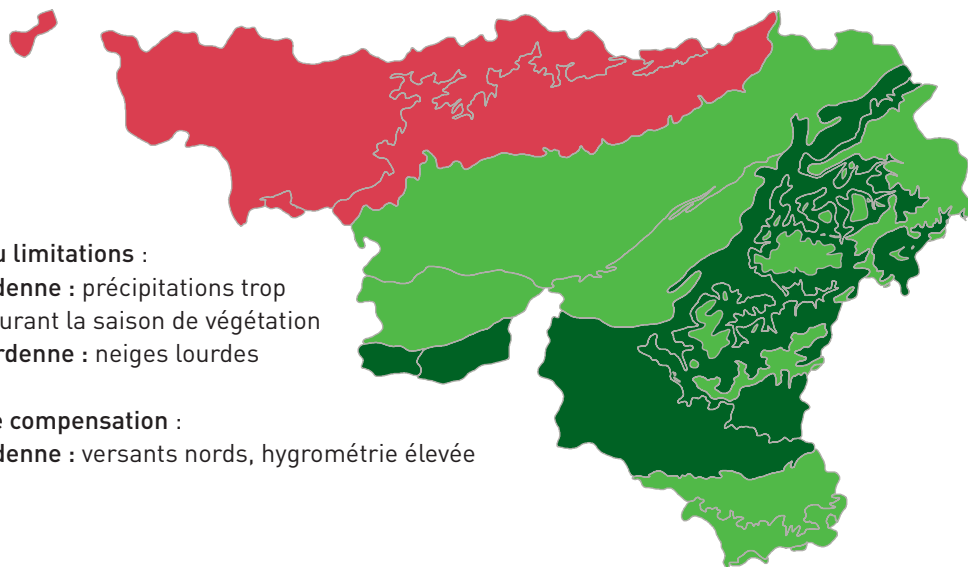 u limitations :
denne : précipitations trop
urant la saison de végétation
rdenne : neiges lourdes
e compensation :
denne : versants nords, hygrométrie élevée